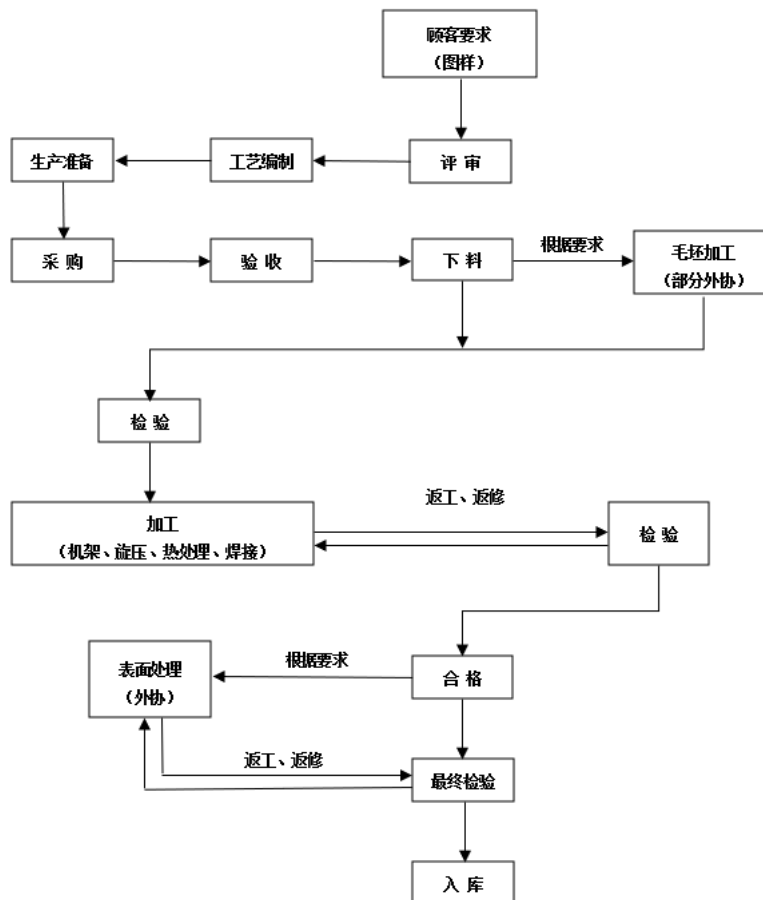 顾客要求
（图样）
生产准备
工艺编制
评 审
采 购
验 收
下 料
根据要求
毛坯加工
（部分外协）
检 验
加工
（机架、旋压、热处理、焊接）
返工、返修
检 验
表面处理
（外协）
根据要求
合 格
返工、返修
最终检验
入 库